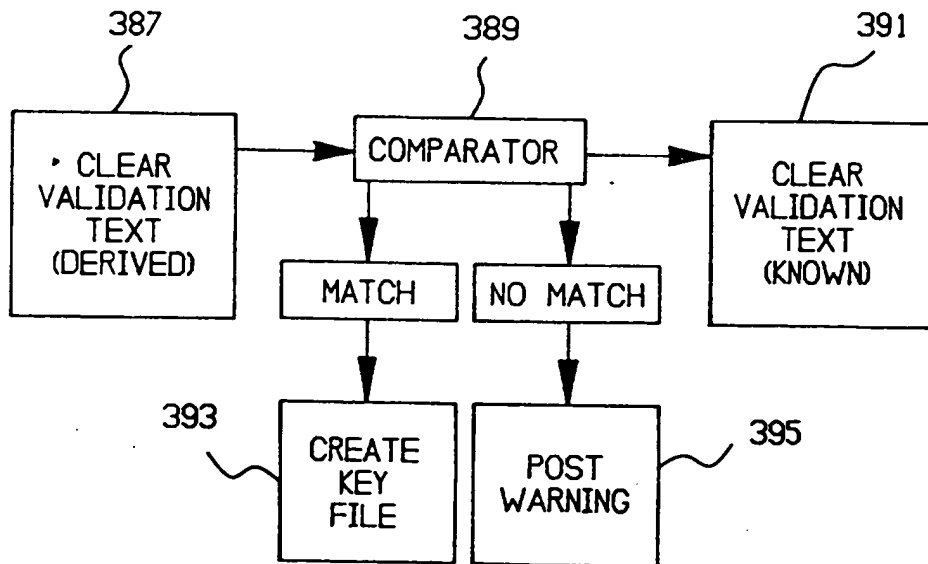 387
389
391
CLEAR
VALIDATION
TEXT
(DERIVED)
COMPARATOR
CLEAR
VALIDATION
TEXT
(KNOWN)
MATCH
NO MATCH
393
CREATE
KEY
FILE
POST
WARNING
395